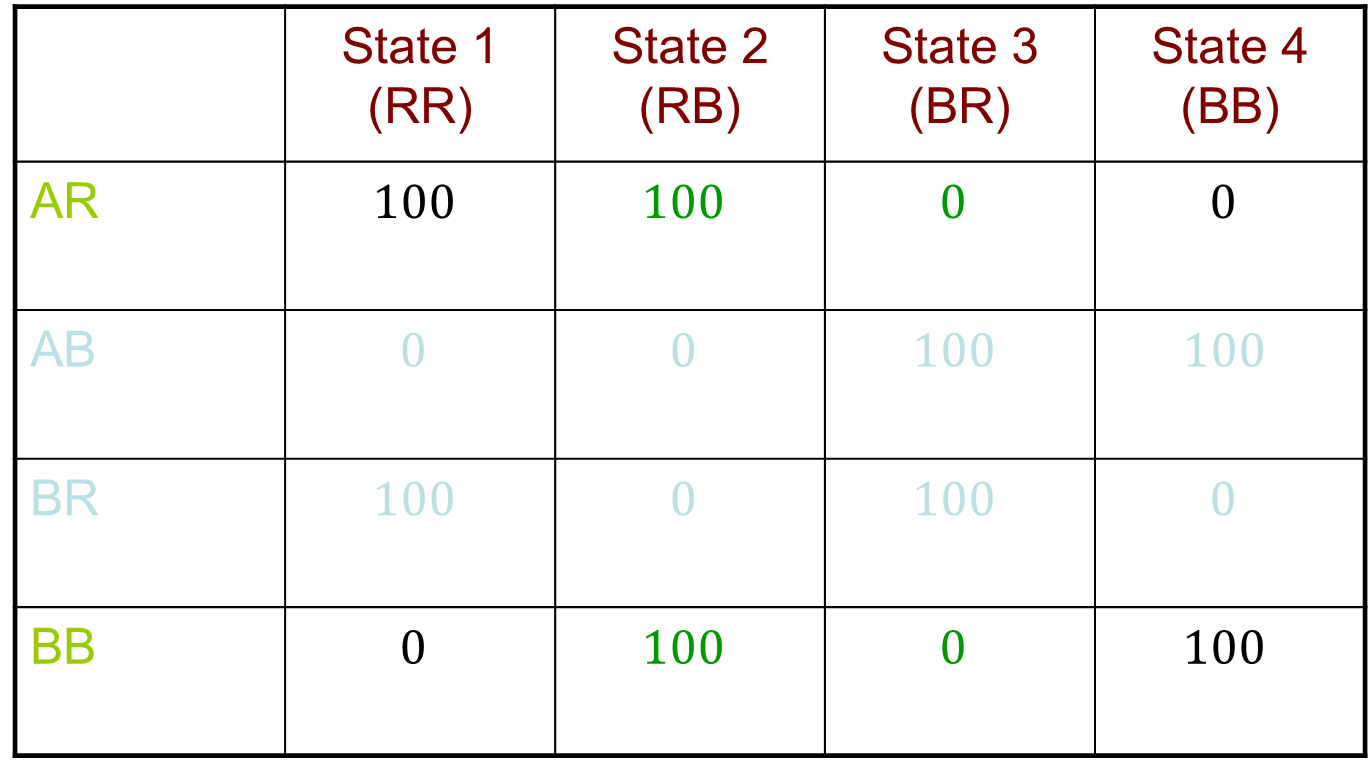 State 1 State 2 State 3 State 4
(RR) (RB) (BR) (BB)
AR 100 100 0 0
AB 0 0 100 100
BR 100 0 100 0
BB 0 100 0 100